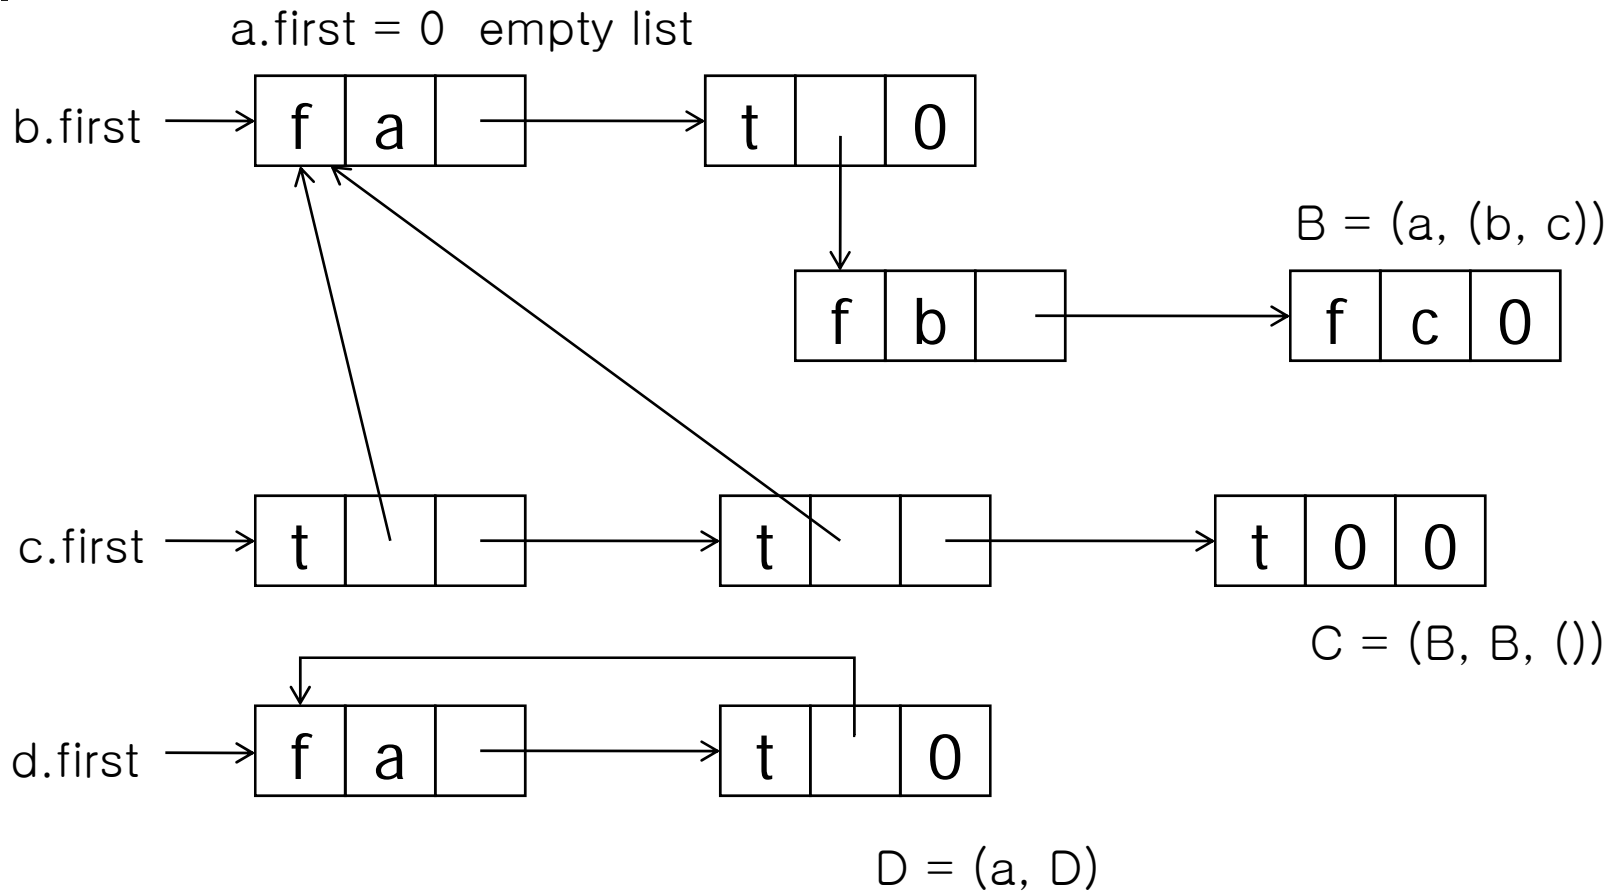 a.first = 0 empty list
b.first f a t 0
B = (a, (b, c))
f b f c 0
c.first t t t 0 0
C = (B, B, ())
d.first f a t 0
D = (a, D)